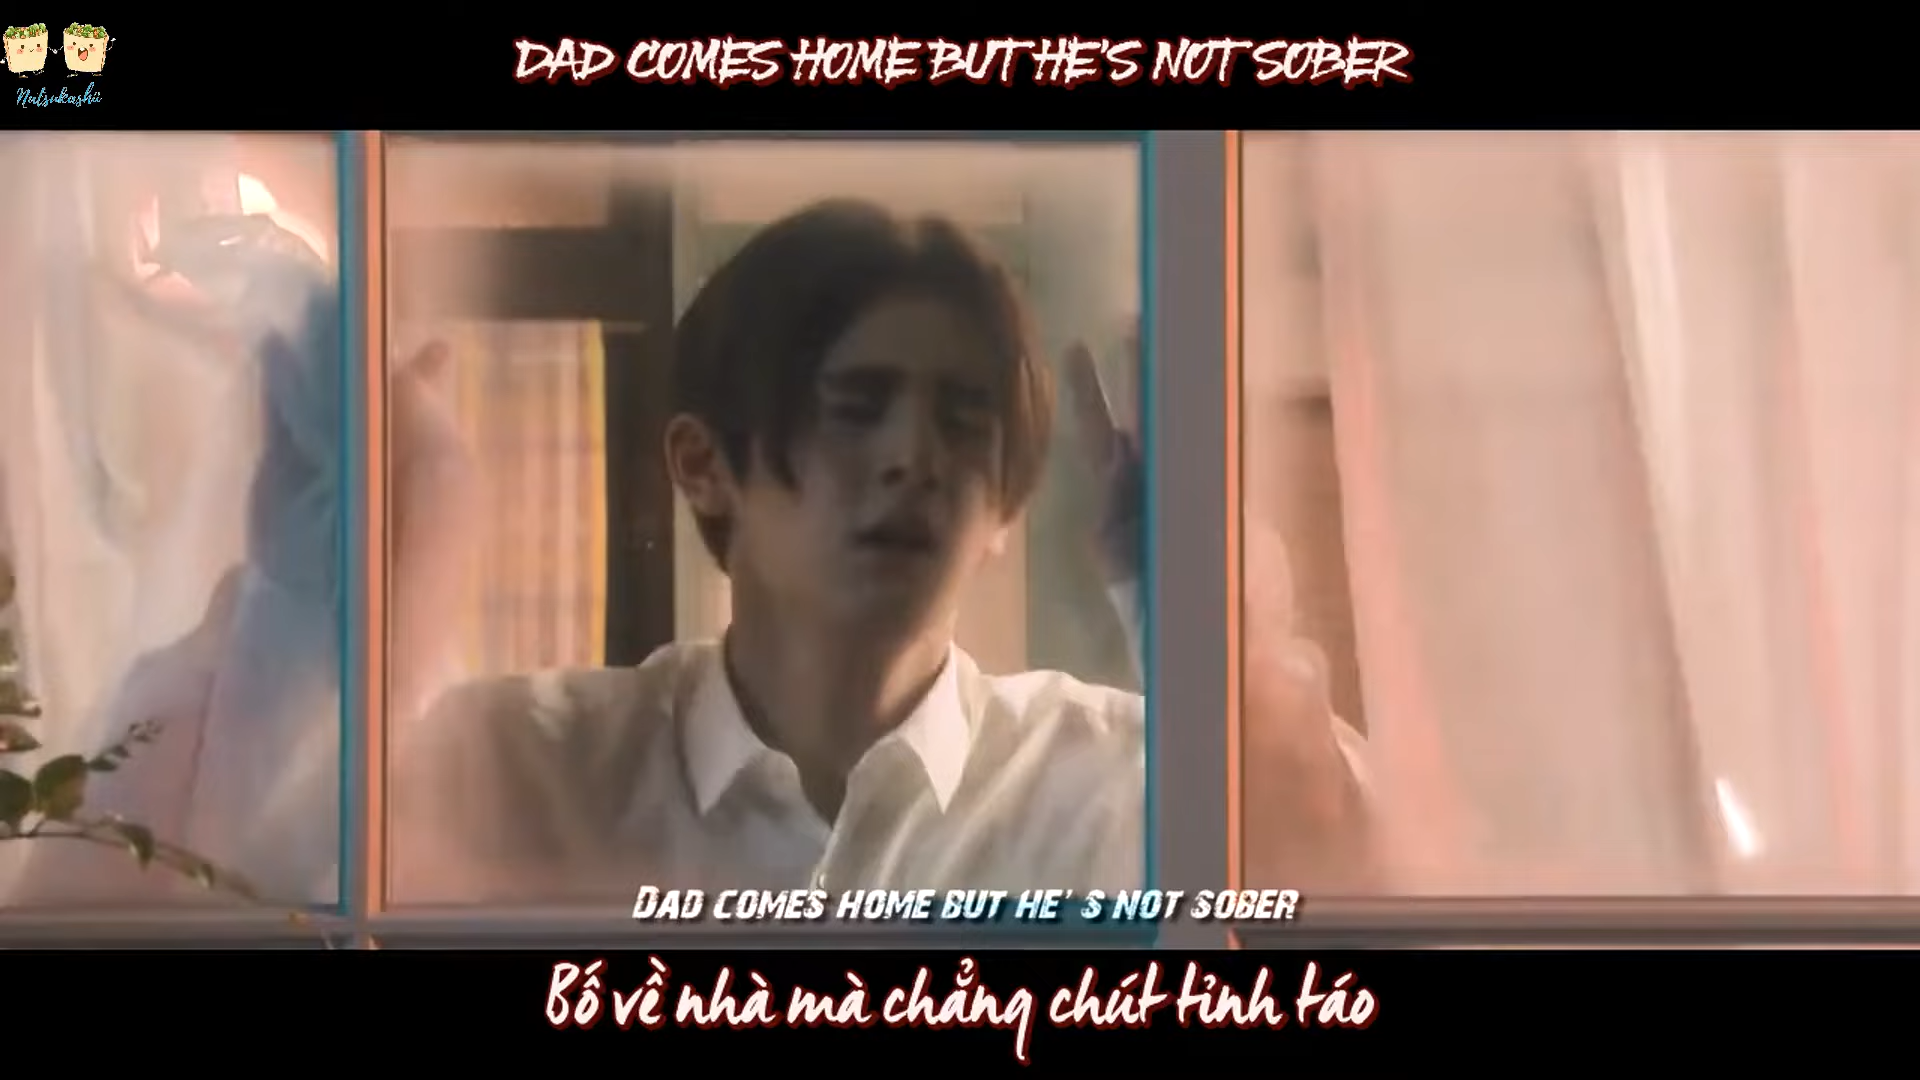 DAD COMES HOME BUT HE'S NOT SOBER
Natsukashii
DAD COMES HOME BUT HE'S NOT SOBER
Bố về nhà mà chẳng chút tỉnh táo